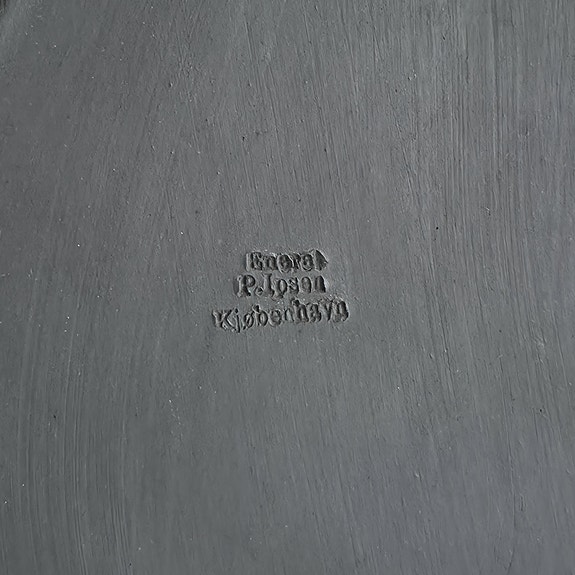 Eneret
P. Ipsen
Kjøbenhavn